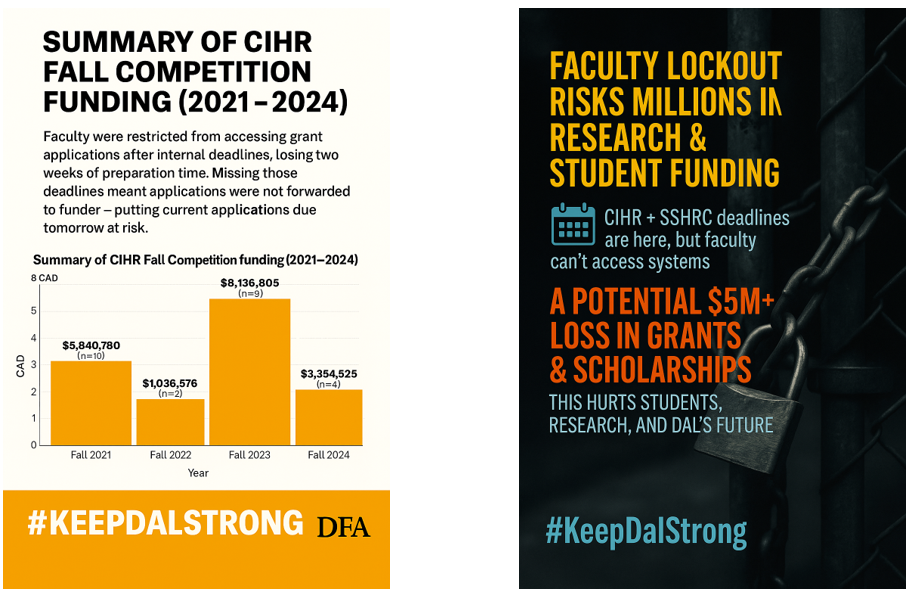 SUMMARY OF CIHR
FALL COMPETITION
FUNDING (2021–2024)
Faculty were restricted from accessing grant
applications after internal deadlines, losing two
weeks of preparation time. Missing those
deadlines meant applications were not forwarded
to funder – putting current applications due
tomorrow at risk.
Summary of CIHR Fall Competition funding (2021–2024)
8 CAD
5
4
3
2
1
0
CAD
$5,840,780
(n=10)
$1,036,576
(n=2)
$8,136,805
(n=9)
$3,354,525
(n=4)
Fall 2021
Fall 2022
Fall 2023
Fall 2024
Year
#KEEPDALSTRONG
DFA
FACULTY LOCKOUT
RISKS MILLIONS IN
RESEARCH &
STUDENT FUNDING
CIHR + SSHRC deadlines
are here, but faculty
can't access systems
A POTENTIAL $5M+
LOSS IN GRANTS
& SCHOLARSHIPS
THIS HURTS STUDENTS,
RESEARCH, AND DAL'S FUTURE
#KeepDalStrong